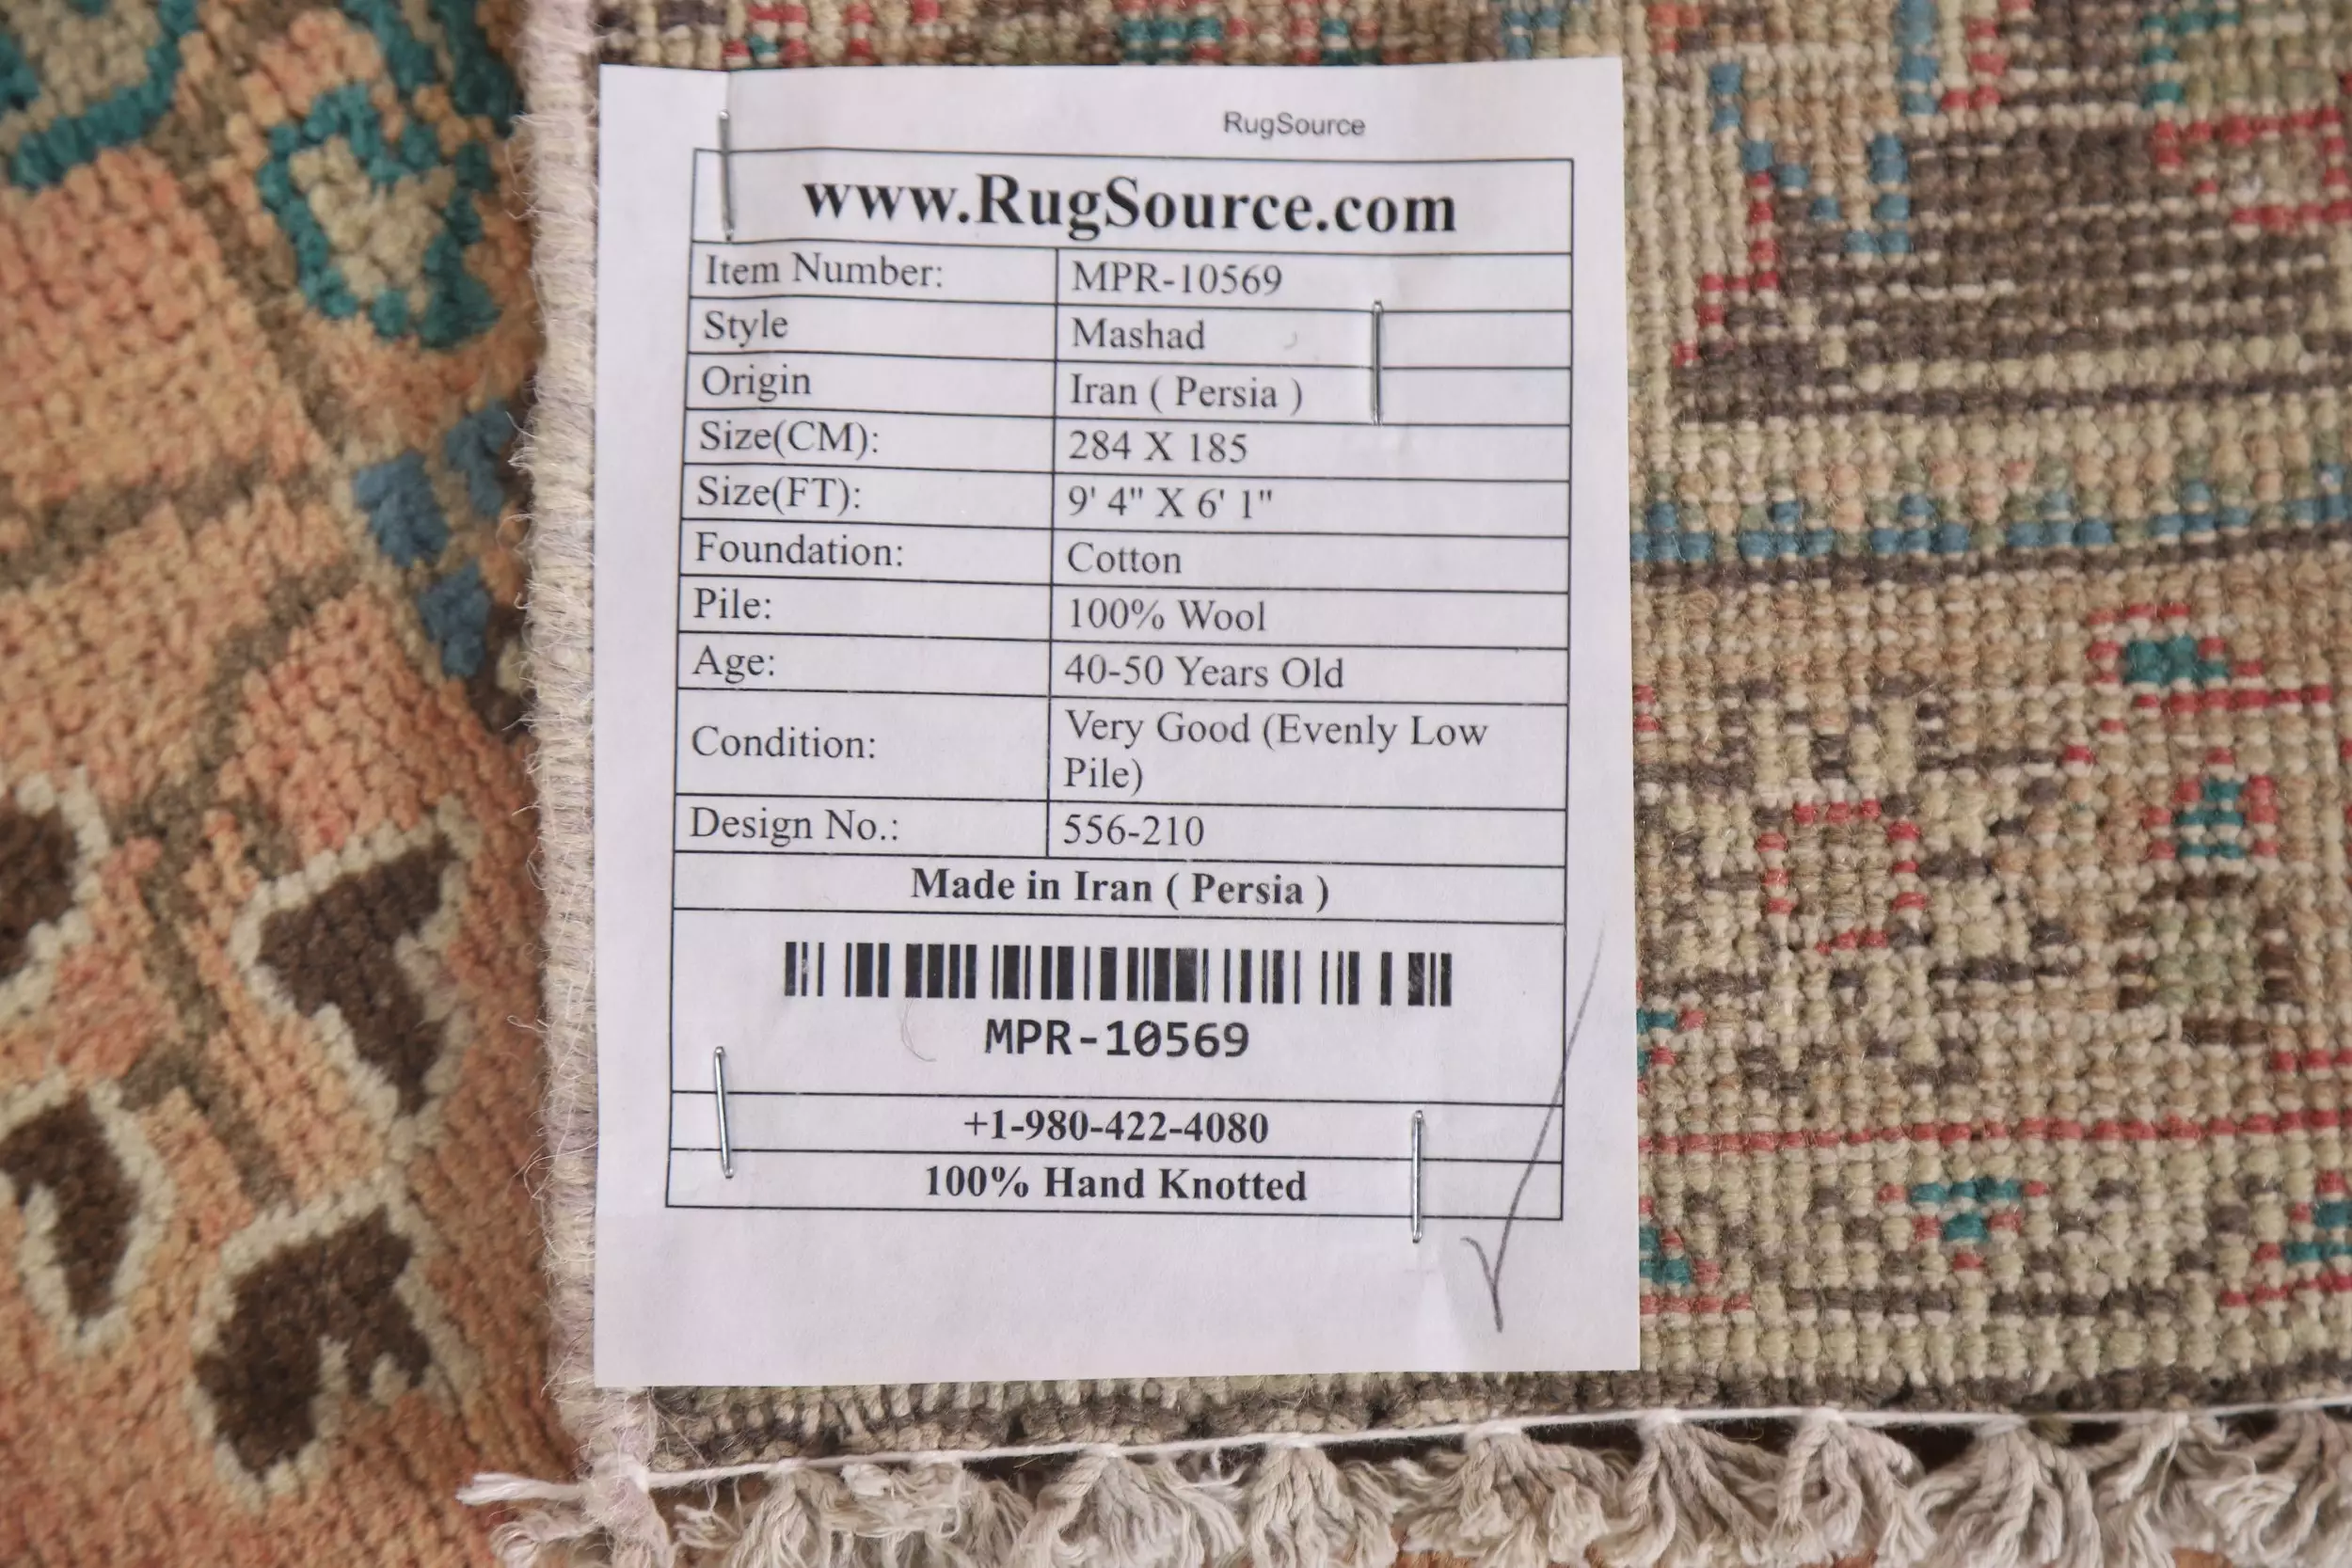 RugSource
www.RugSource.com
Item Number: MPR-10569
Style Mashad
Origin Iran ( Persia )
Size(CM): 284 X 185
Size(FT): 9' 4" X 6' 1"
Foundation: Cotton
Pile: 100% Wool
Age: 40-50 Years Old
Condition: Very Good (Evenly Low
Pile)
Design No.: 556-210
Made in Iran ( Persia )
MPR-10569
+1-980-422-4080
100% Hand Knotted